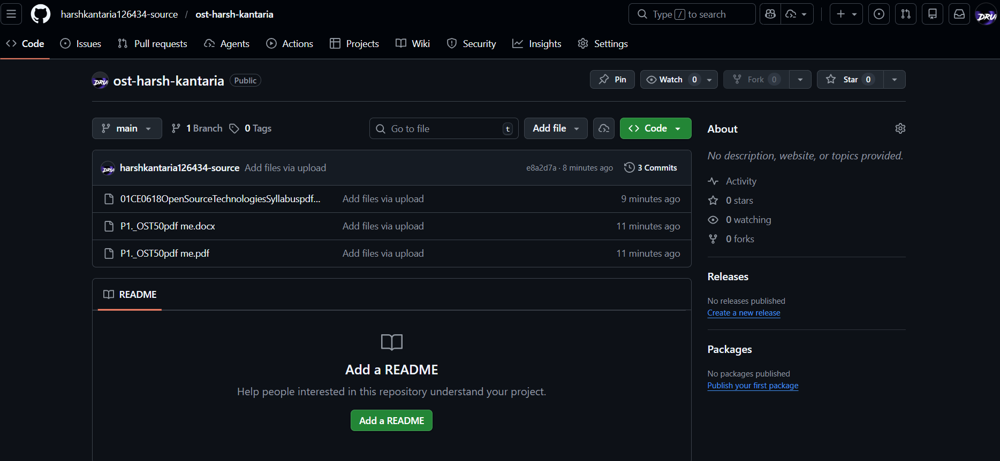 harshkantaria126434-source / ost-harsh-kantaria
Type / to search
Code Issues Pull requests Agents Actions Projects Wiki Security Insights Settings
ost-harsh-kantaria Public
Pin Watch 0 Fork 0 Star 0
main 1 Branch 0 Tags Go to file t Add file Code
harshkantaria126434-source Add files via upload e8a2d7a · 8 minutes ago 3 Commits
01CE0618OpenSourceTechnologiesSyllabuspdf... Add files via upload 9 minutes ago
P1._OST50pdf me.docx Add files via upload 11 minutes ago
P1._OST50pdf me.pdf Add files via upload 11 minutes ago
README
Add a README
Help people interested in this repository understand your project.
Add a README
About
No description, website, or topics provided.
Activity
0 stars
0 watching
0 forks
Releases
No releases published
Create a new release
Packages
No packages published
Publish your first package